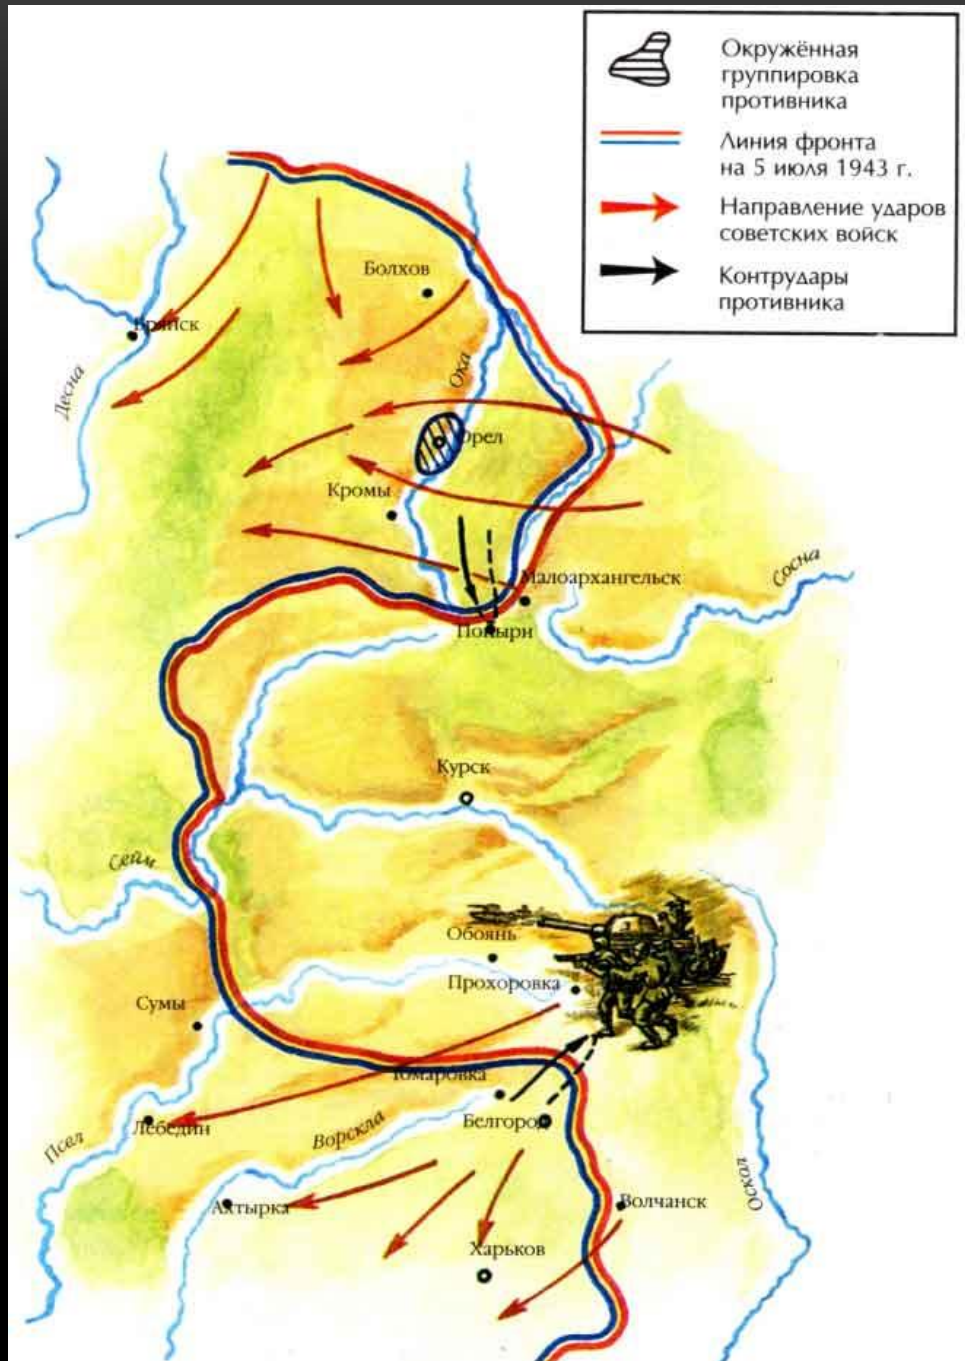 Окружённая
группировка
противника
Линия фронта
на 5 июля 1943 г.
Направление ударов
советских войск
Контрудары
противника
Болхов
Брянск
Десна
Ока
Орел
Кромы
Малоархангельск
Сосна
Поныри
Курск
Сейм
Обоянь
Прохоровка
Сумы
Томаровка
Белгород
Лебедин
Псел
Ворскла
Оскол
Ахтырка
Волчанск
Харьков